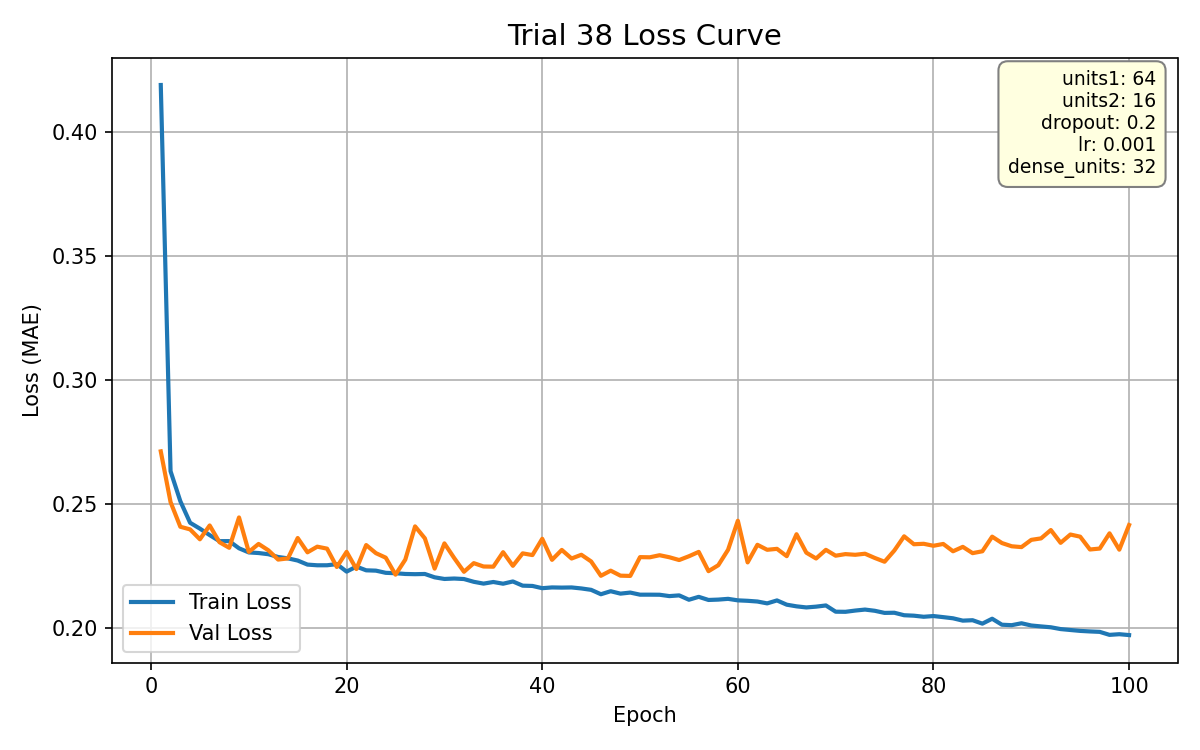 Trial 38 Loss Curve
units1: 64
units2: 16
dropout: 0.2
lr: 0.001
dense_units: 32
Loss (MAE)
0.40
0.35
0.30
0.25
0.20
Train Loss
Val Loss
0 20 40 60 80 100
Epoch